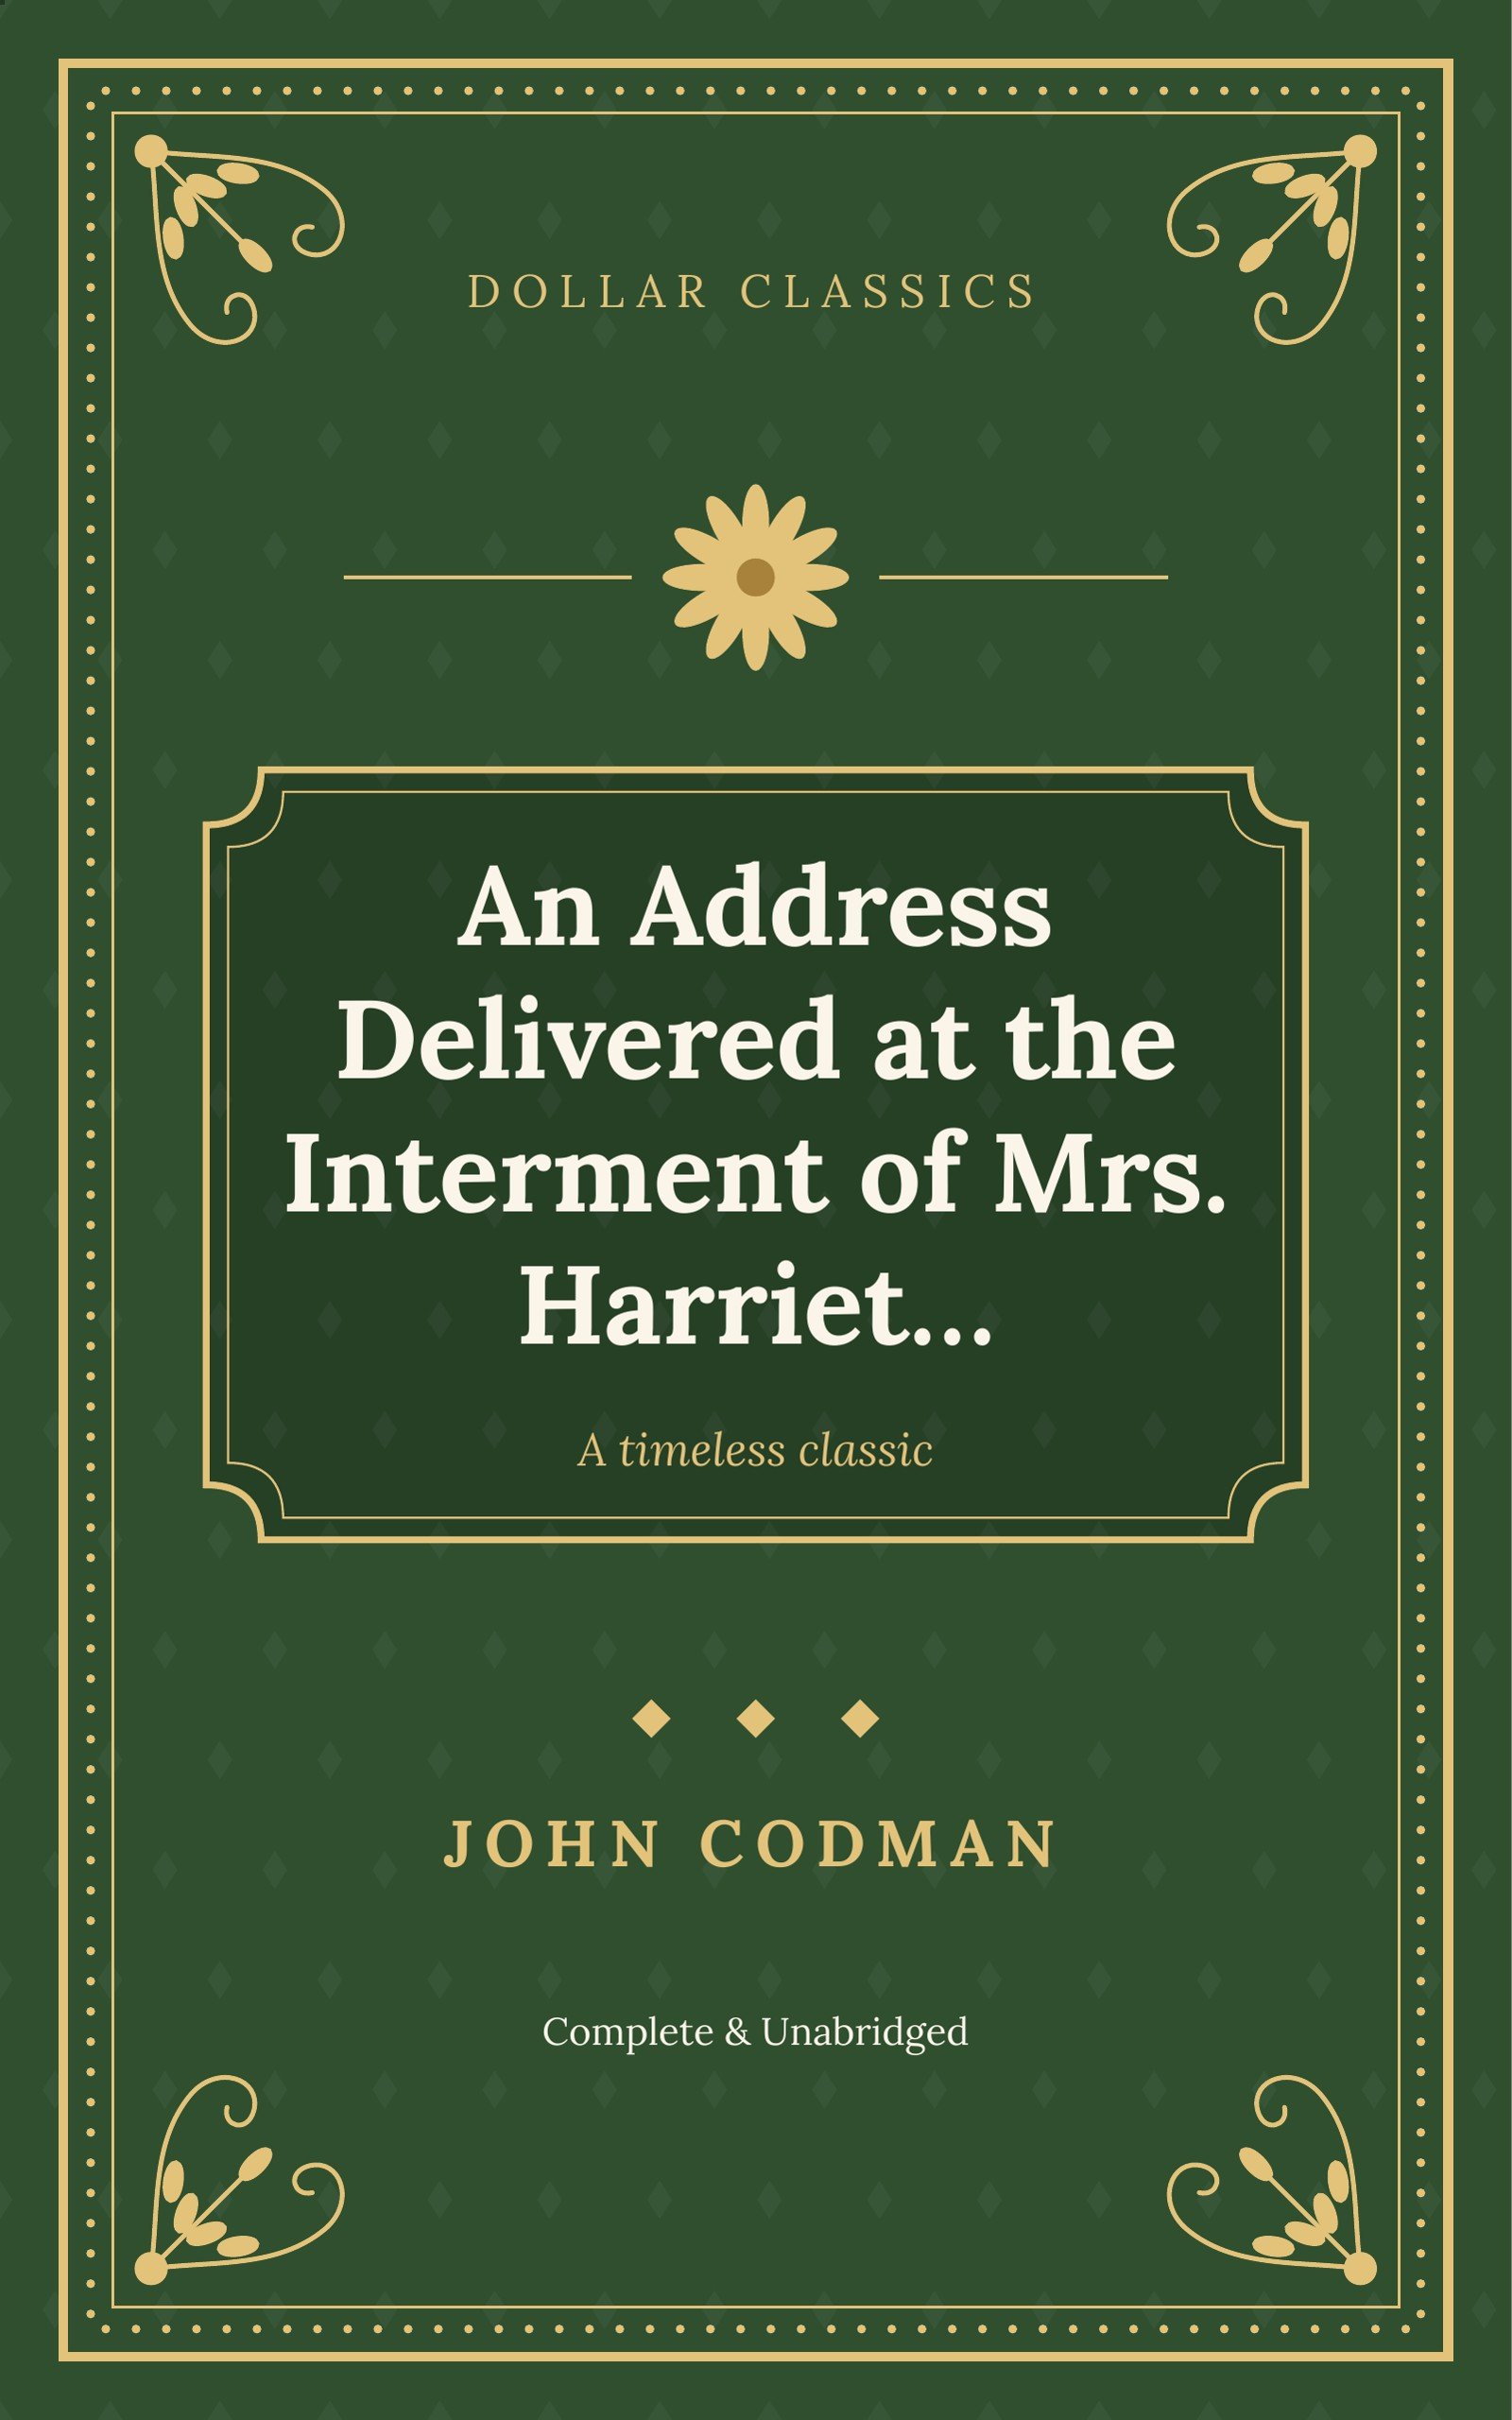 DOLLAR CLASSICS
An Address
Delivered at the
Interment of Mrs.
Harriet...
A timeless classic
JOHN CODMAN
Complete & Unabridged